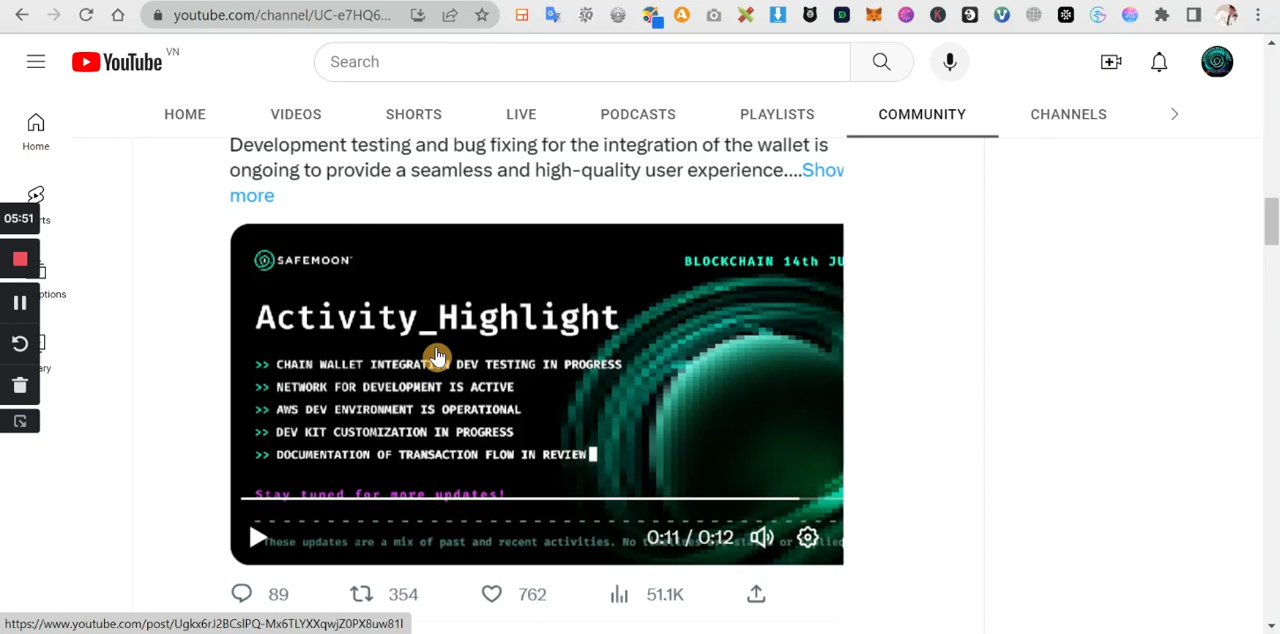 youtube.com/channel/UC-e7HQ6...
YouTube VN
Search
HOME VIDEOS SHORTS LIVE PODCASTS PLAYLISTS COMMUNITY CHANNELS
Home
Development testing and bug fixing for the integration of the wallet is
ongoing to provide a seamless and high-quality user experience....Show
more
05:51
SAFEMOON
BLOCKCHAIN 14th JU
Activity_Highlight
>> CHAIN WALLET INTEGRATION DEV TESTING IN PROGRESS
>> NETWORK FOR DEVELOPMENT IS ACTIVE
>> AWS DEV ENVIRONMENT IS OPERATIONAL
>> DEV KIT CUSTOMIZATION IN PROGRESS
>> DOCUMENTATION OF TRANSACTION FLOW IN REVIEW
Stay tuned for more updates!
0:11 / 0:12
These updates are a mix of past and recent activities. No
89 354 762 51.1K
https://www.youtube.com/post/Ugkx6rJ2BCslPQ-Mx6TLYXXqwjZ0PX8uw81l